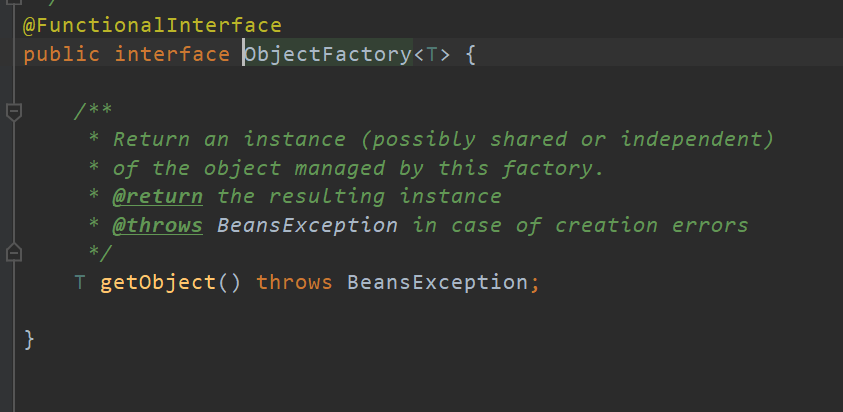 @FunctionalInterface
public interface ObjectFactory<T> {
/**
* Return an instance (possibly shared or independent)
* of the object managed by this factory.
* @return the resulting instance
* @throws BeansException in case of creation errors
*/
T getObject() throws BeansException;
}